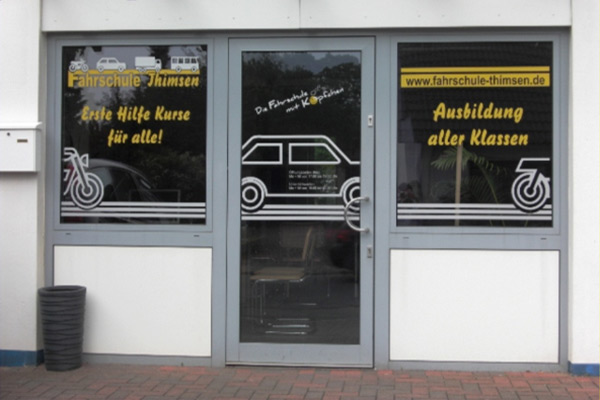 Fahrschule Thimsen
Erste Hilfe Kurse
für alle!
Die Fahrschule
mit Köpfchen
www.fahrschule-thimsen.de
Ausbildung
aller Klassen